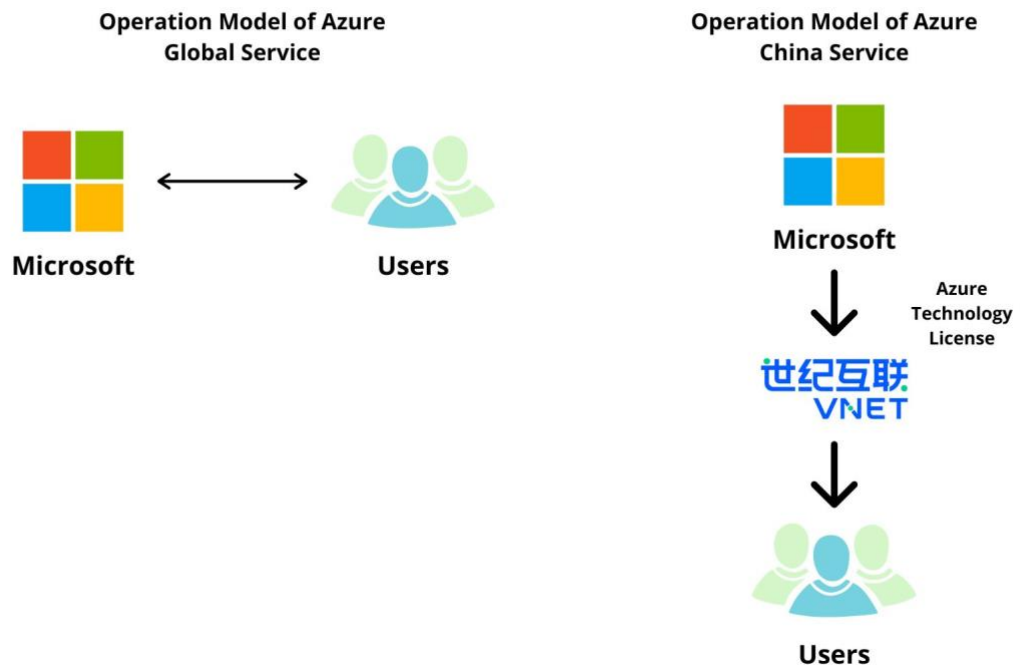 Operation Model of Azure
Global Service
Microsoft
Users
Operation Model of Azure
China Service
Microsoft
Azure
Technology
License
世纪互联
VNET
Users